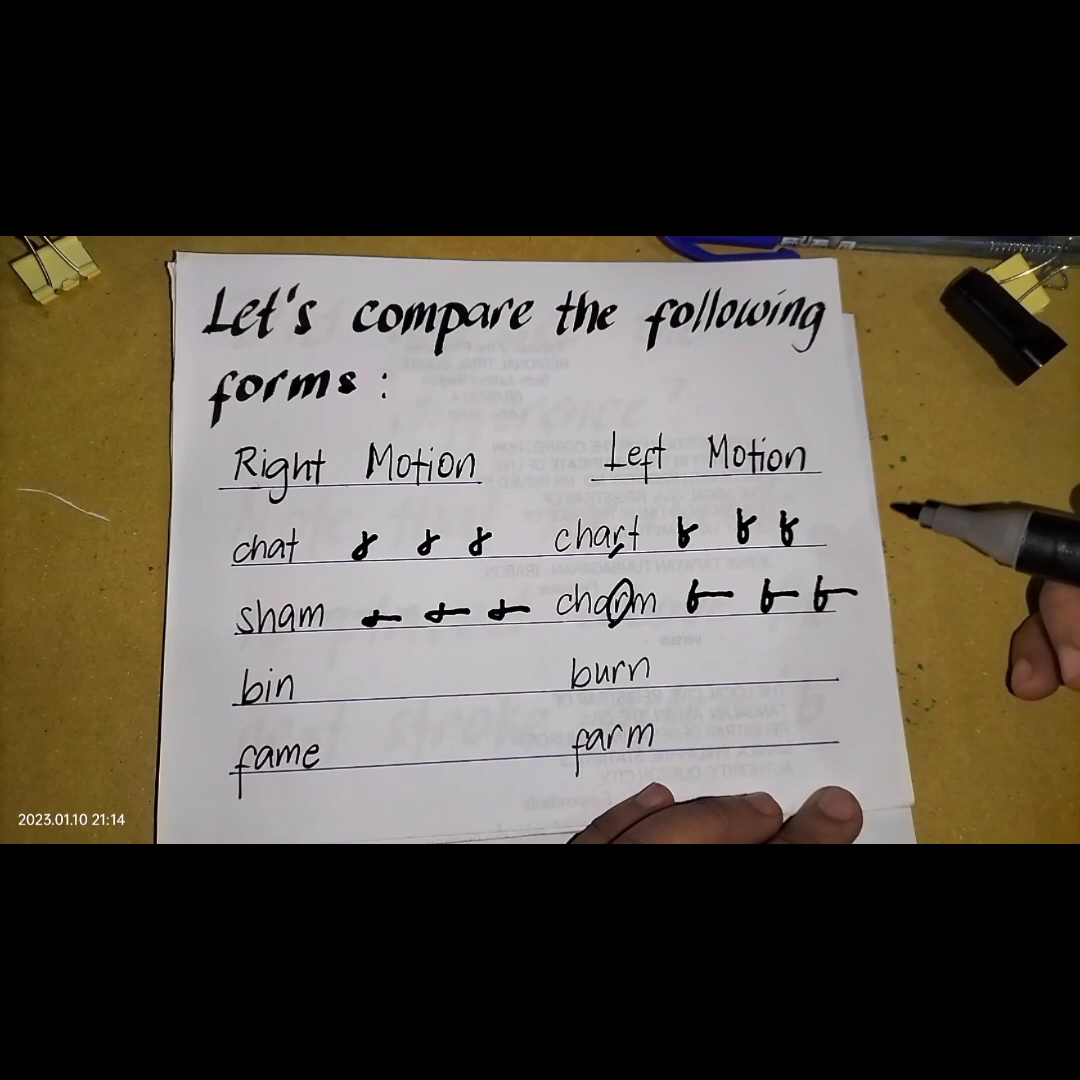 Let's compare the following
forms :
Right Motion Left Motion
chat chart
sham charm
bin burn
fame farm
2023.01.10 21:14